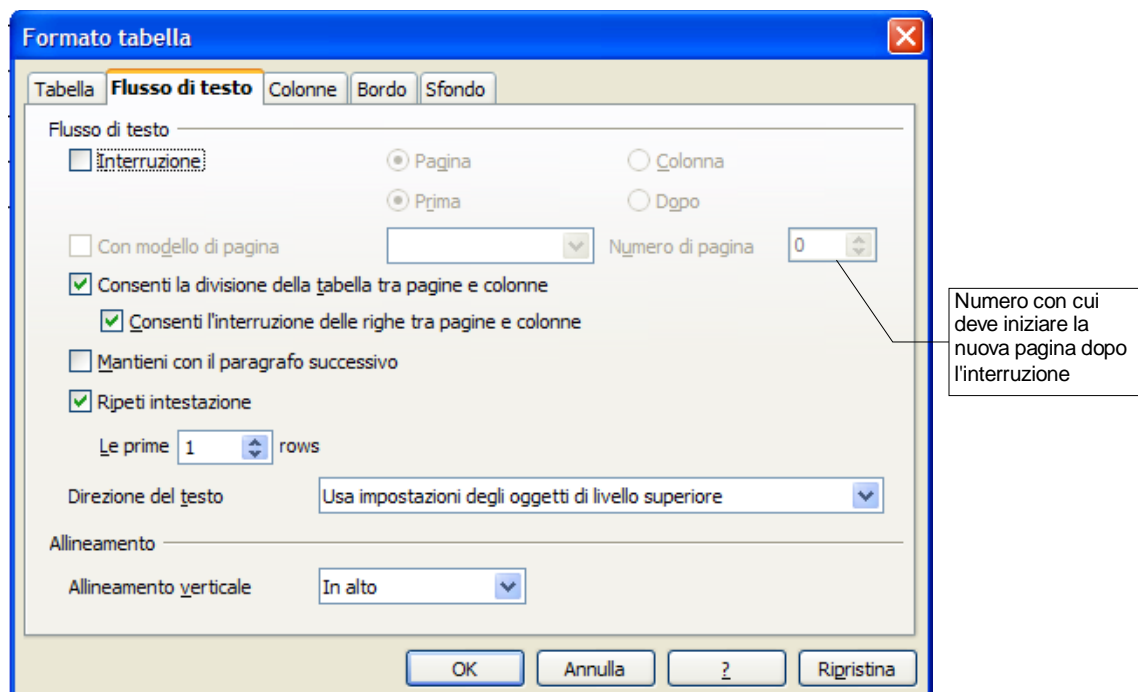 Formato tabella
Tabella Flusso di testo Colonne Bordo Sfondo
Flusso di testo
Interruzione Pagina Colonna
Prima Dopo
Con modello di pagina Numero di pagina 0
Consenti la divisione della tabella tra pagine e colonne
Consenti l'interruzione delle righe tra pagine e colonne
Mantieni con il paragrafo successivo
Ripeti intestazione
Le prime 1 rows
Direzione del testo Usa impostazioni degli oggetti di livello superiore
Allineamento
Allineamento verticale In alto
OK Annulla ? Ripristina
Numero con cui
deve iniziare la
nuova pagina dopo
l'interruzione